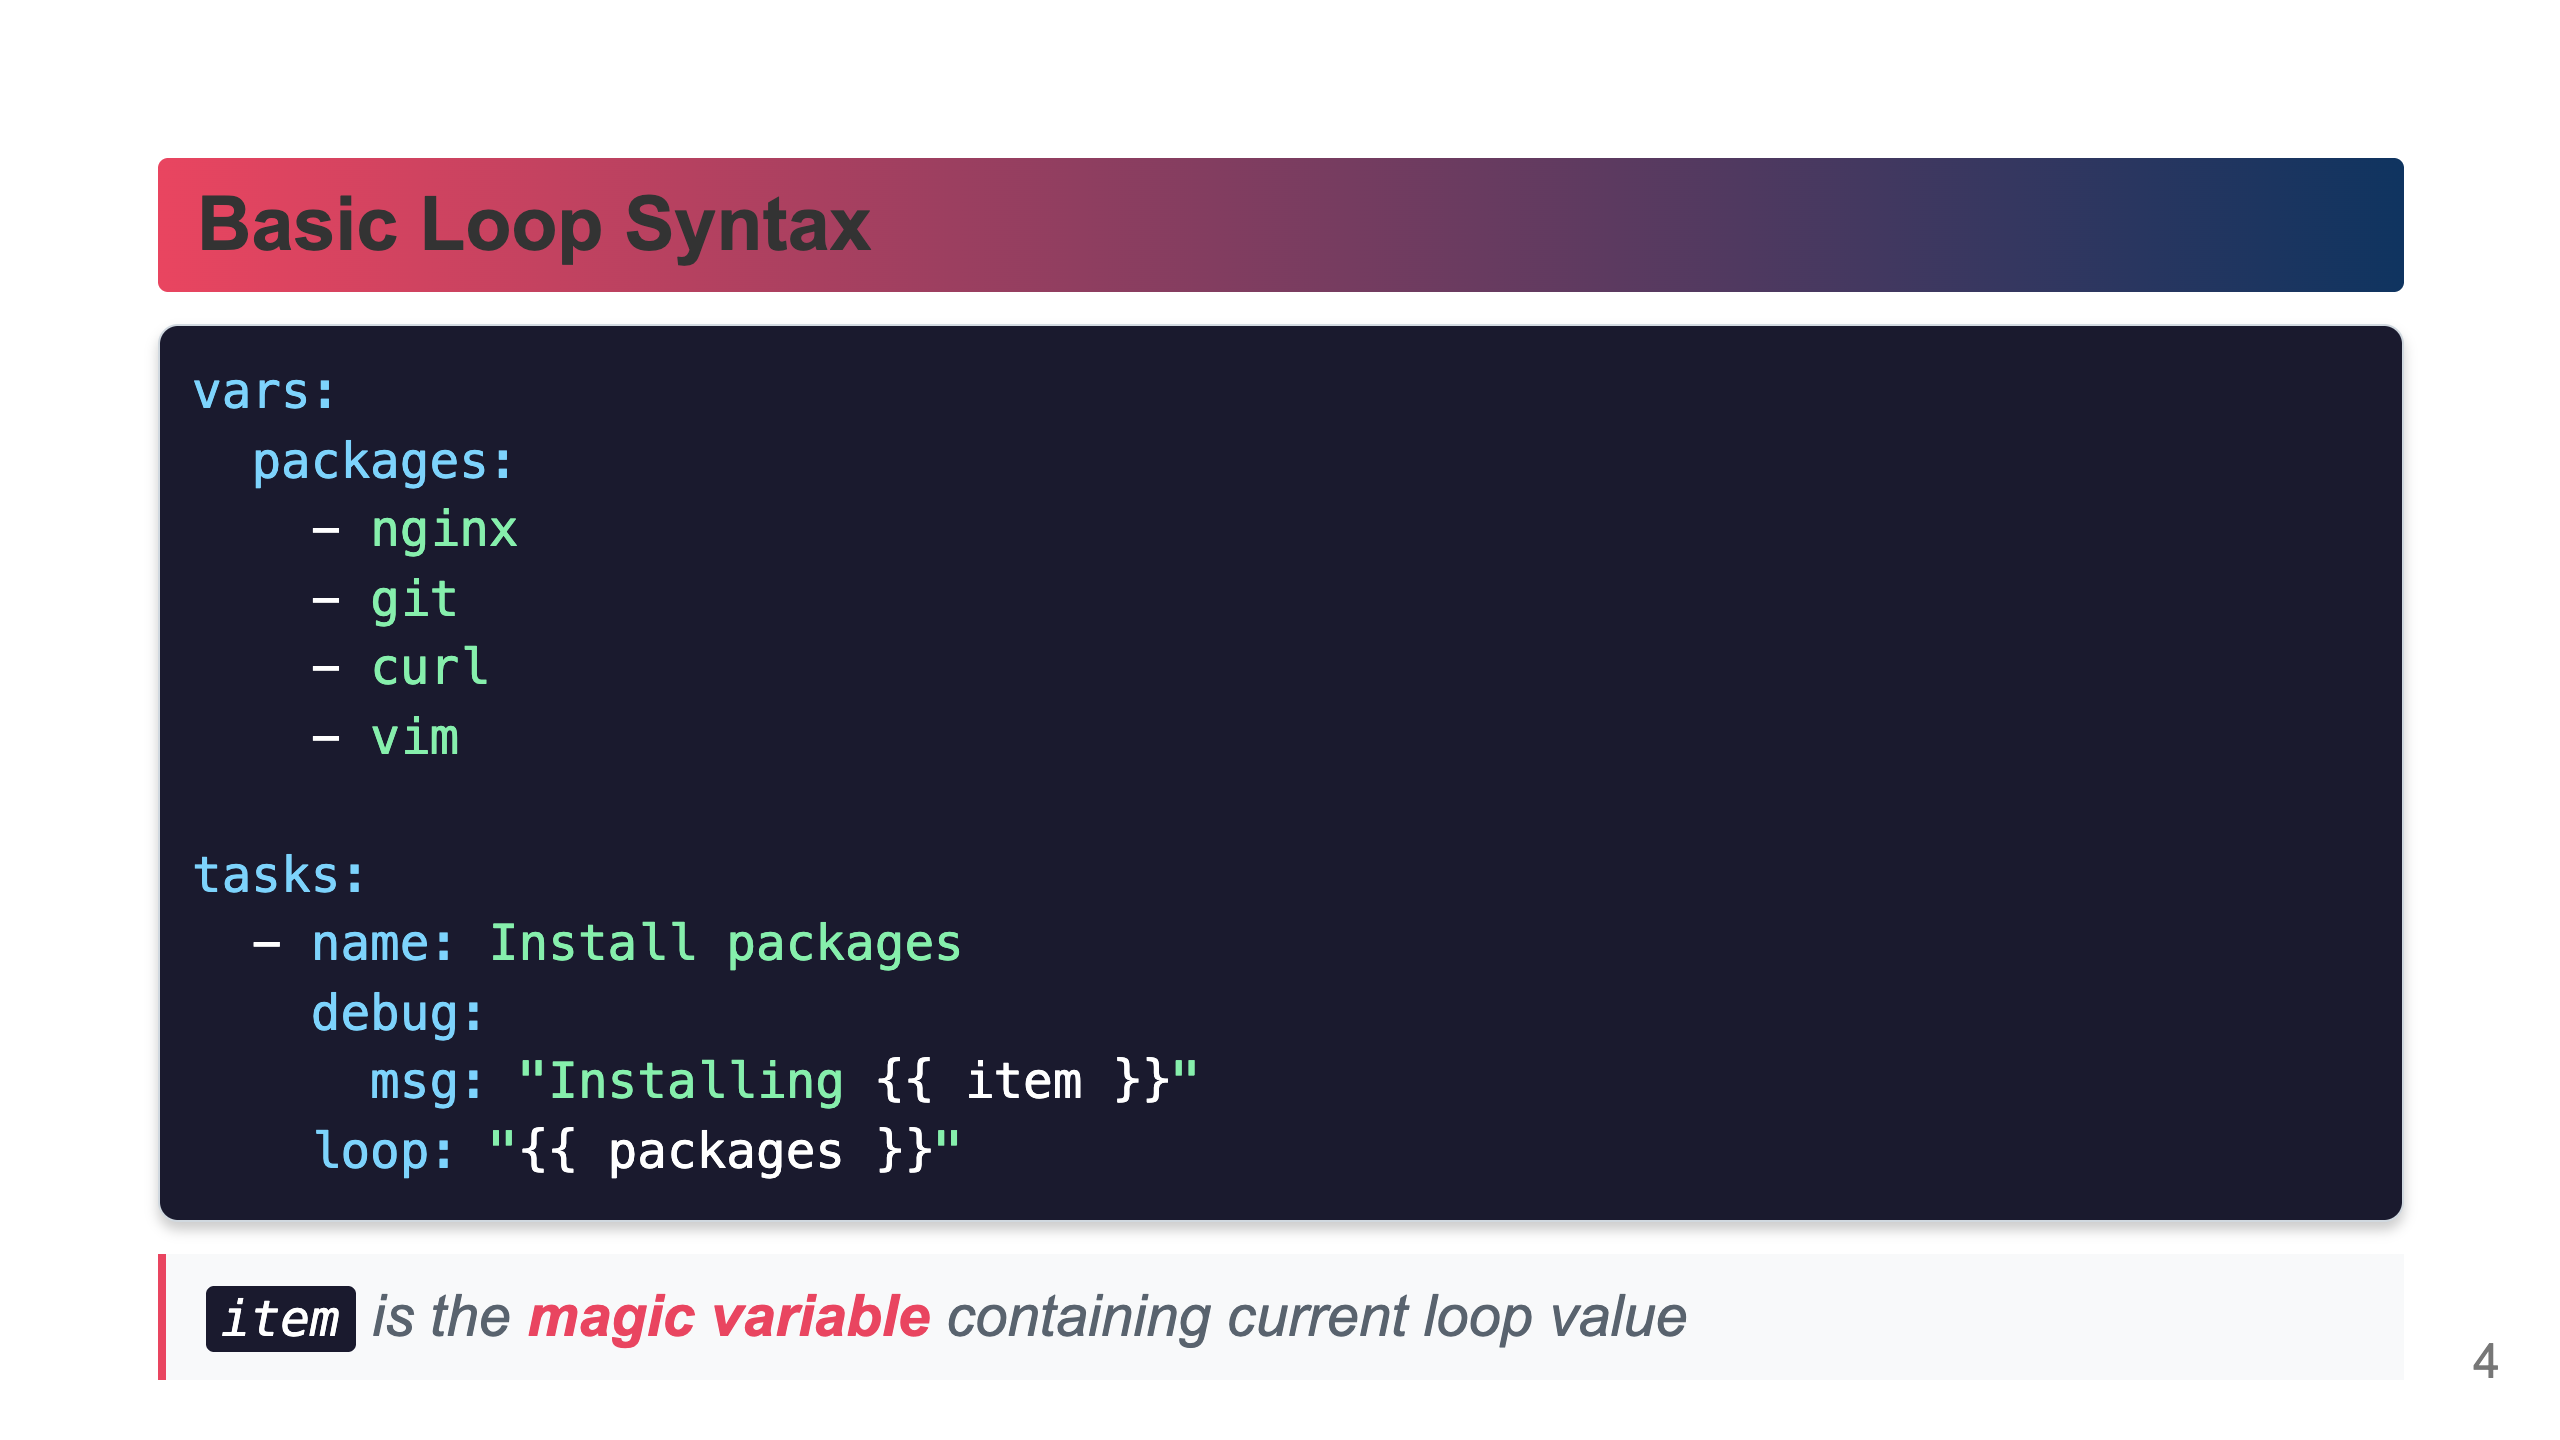 Basic Loop Syntax
vars:
  packages:
    - nginx
    - git
    - curl
    - vim

tasks:
  - name: Install packages
    debug:
      msg: "Installing {{ item }}"
    loop: "{{ packages }}"
item is the magic variable containing current loop value
4